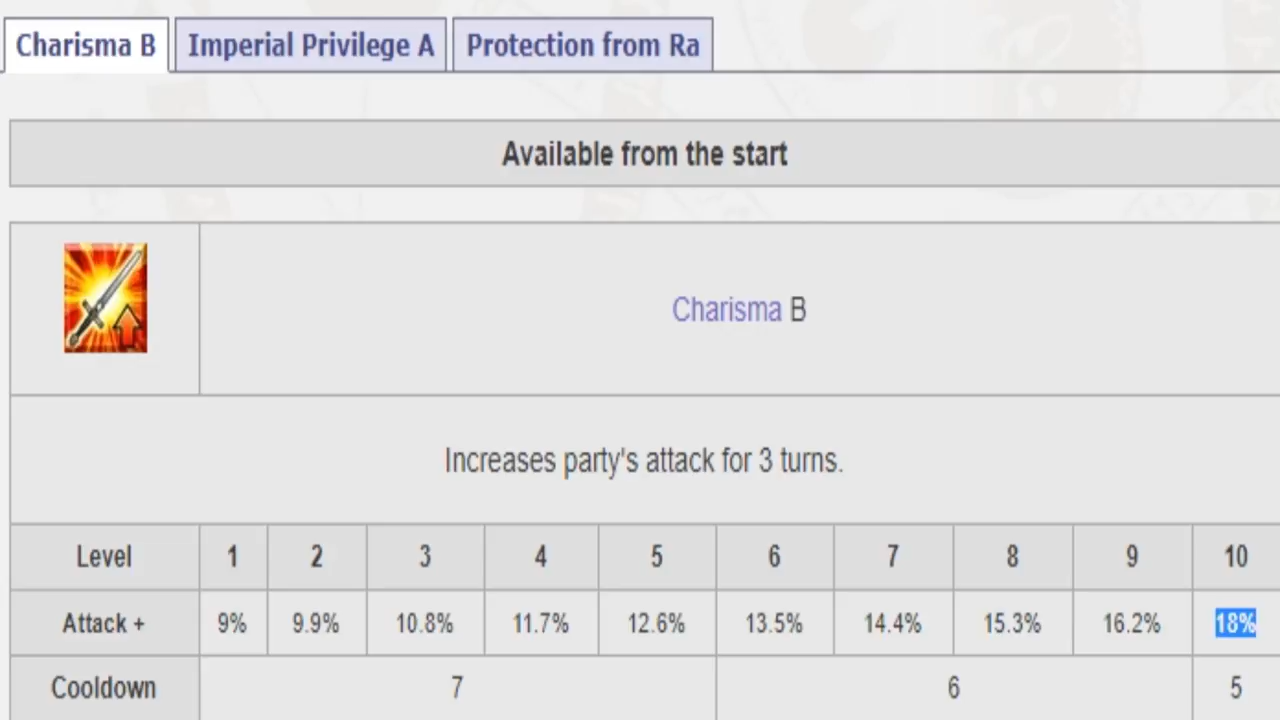 Charisma B Imperial Privilege A Protection from Ra
Available from the start
Charisma B
Increases party's attack for 3 turns.
Level 1 2 3 4 5 6 7 8 9 10
Attack + 9% 9.9% 10.8% 11.7% 12.6% 13.5% 14.4% 15.3% 16.2% 18%
Cooldown 7 6 5